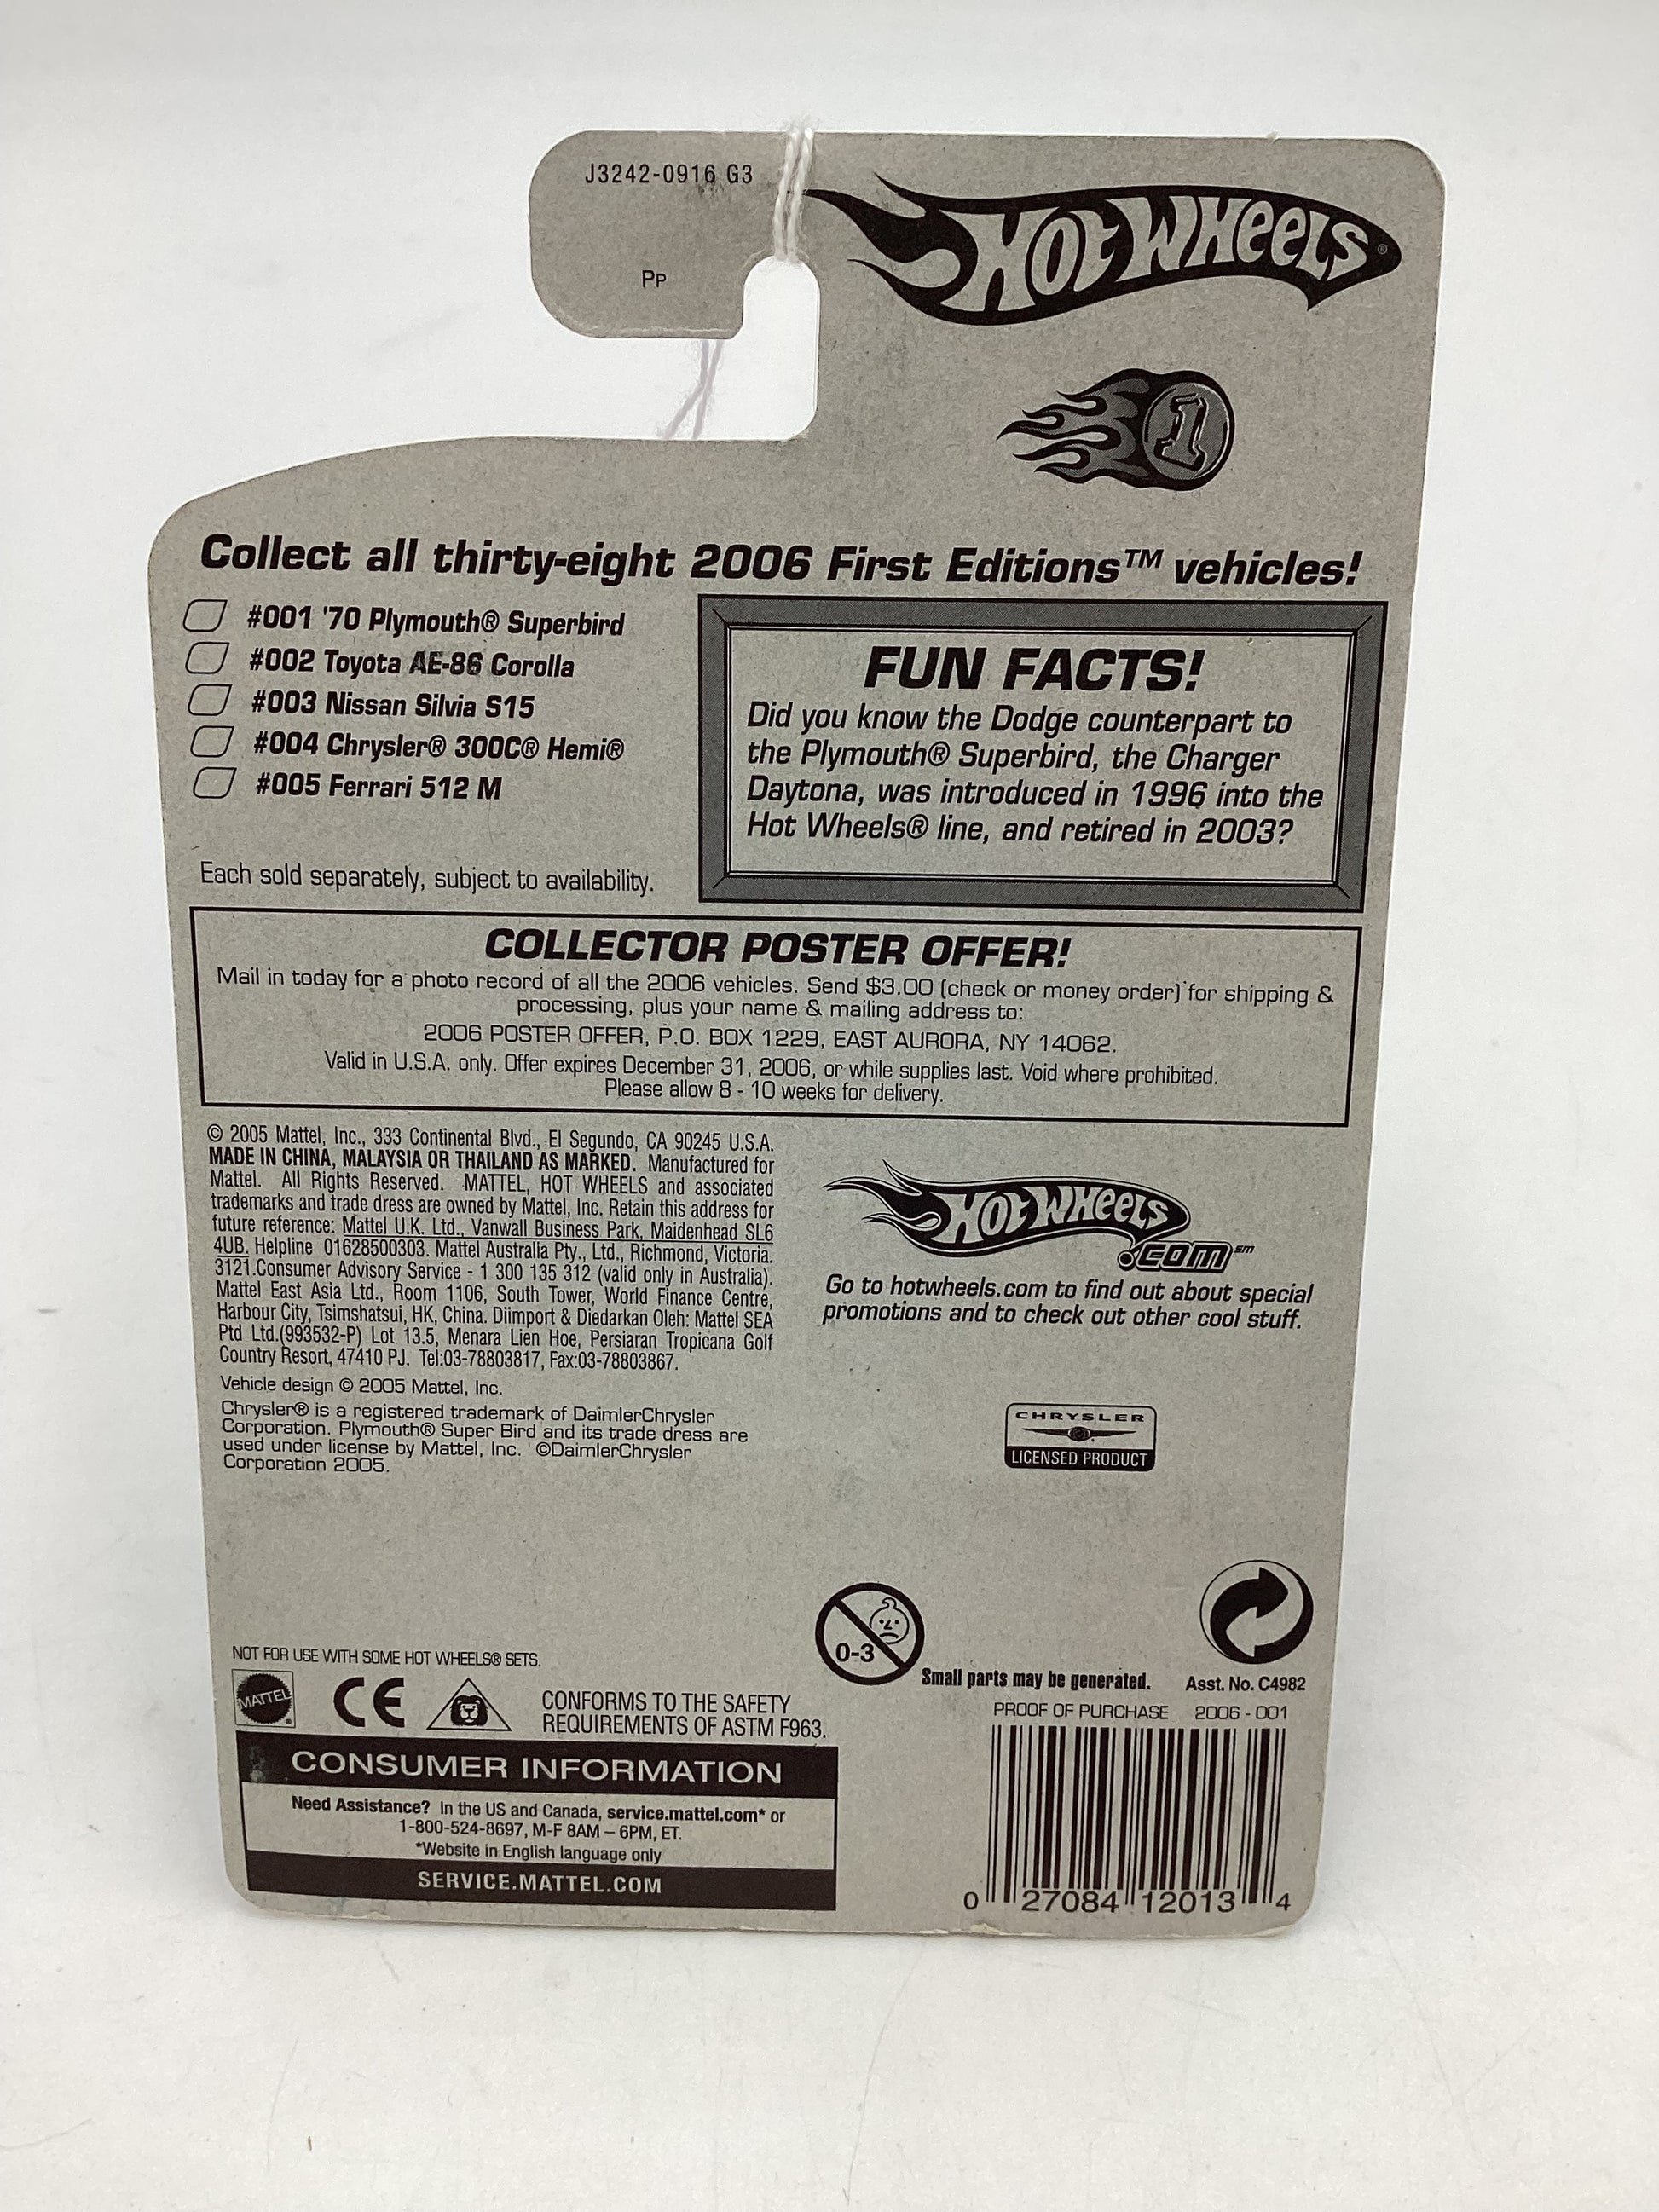 J3242-0916 G3
PP
HOT WHEELS®
1
Collect all thirty-eight 2006 First Editions™ vehicles!
#001 '70 Plymouth® Superbird
#002 Toyota AE-86 Corolla
#003 Nissan Silvia S15
#004 Chrysler® 300C® Hemi®
#005 Ferrari 512 M
Each sold separately, subject to availability.
FUN FACTS!
Did you know the Dodge counterpart to
the Plymouth® Superbird, the Charger
Daytona, was introduced in 1996 into the
Hot Wheels® line, and retired in 2003?
COLLECTOR POSTER OFFER!
Mail in today for a photo record of all the 2006 vehicles. Send $3.00 (check or money order) for shipping &
processing, plus your name & mailing address to:
2006 POSTER OFFER, P.O. BOX 1229, EAST AURORA, NY 14062.
Valid in U.S.A. only. Offer expires December 31, 2006, or while supplies last. Void where prohibited.
Please allow 8 - 10 weeks for delivery.
© 2005 Mattel, Inc., 333 Continental Blvd., El Segundo, CA 90245 U.S.A.
MADE IN CHINA, MALAYSIA OR THAILAND AS MARKED. Manufactured for
Mattel. All Rights Reserved. MATTEL, HOT WHEELS and associated
trademarks and trade dress are owned by Mattel, Inc. Retain this address for
future reference: Mattel U.K. Ltd., Vanwall Business Park, Maidenhead SL6
4UB. Helpline 01628500303. Mattel Australia Pty., Ltd., Richmond, Victoria.
3121.Consumer Advisory Service - 1 300 135 312 (valid only in Australia).
Mattel East Asia Ltd., Room 1106, South Tower, World Finance Centre,
Harbour City, Tsimshatsui, HK, China. Diimport & Diedarkan Oleh: Mattel SEA
Ptd Ltd.(993532-P) Lot 13.5, Menara Lien Hoe, Persiaran Tropicana Golf
Country Resort, 47410 PJ. Tel:03-78803817, Fax:03-78803867.
Vehicle design © 2005 Mattel, Inc.
Chrysler® is a registered trademark of DaimlerChrysler
Corporation. Plymouth® Super Bird and its trade dress are
used under license by Mattel, Inc. ©DaimlerChrysler
Corporation 2005.
HOT WHEELS
.COM℠
Go to hotwheels.com to find out about special
promotions and to check out other cool stuff.
CHRYSLER
LICENSED PRODUCT
NOT FOR USE WITH SOME HOT WHEELS® SETS.
MATTEL®
CE
CONFORMS TO THE SAFETY
REQUIREMENTS OF ASTM F963.
0-3
Small parts may be generated.
Asst. No. C4982
PROOF OF PURCHASE 2006 - 001
CONSUMER INFORMATION
Need Assistance? In the US and Canada, service.mattel.com* or
1-800-524-8697, M-F 8AM – 6PM, ET.
*Website in English language only
SERVICE.MATTEL.COM
0 27084 12013 4